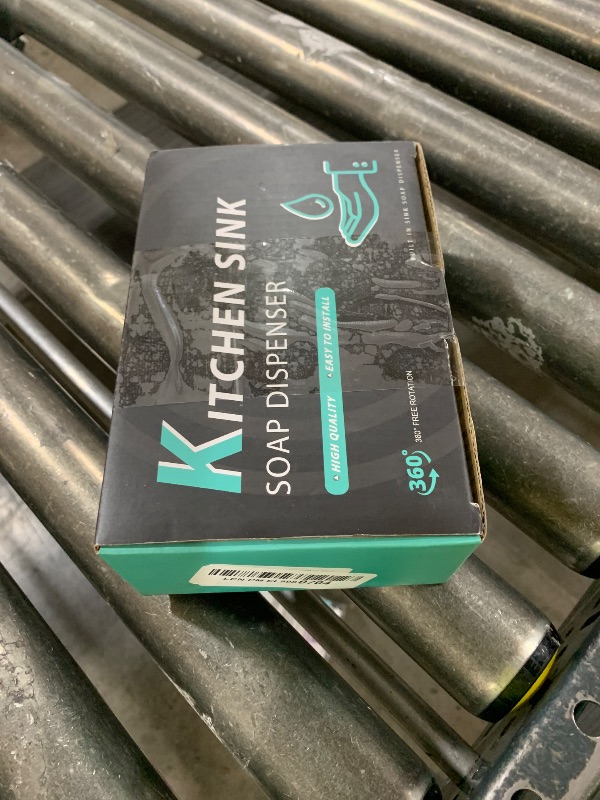 KITCHEN SINK
SOAP DISPENSER
HIGH QUALITY
EASY TO INSTALL
360°
360° FREE ROTATION
BUILT IN SINK SOAP DISPENSER